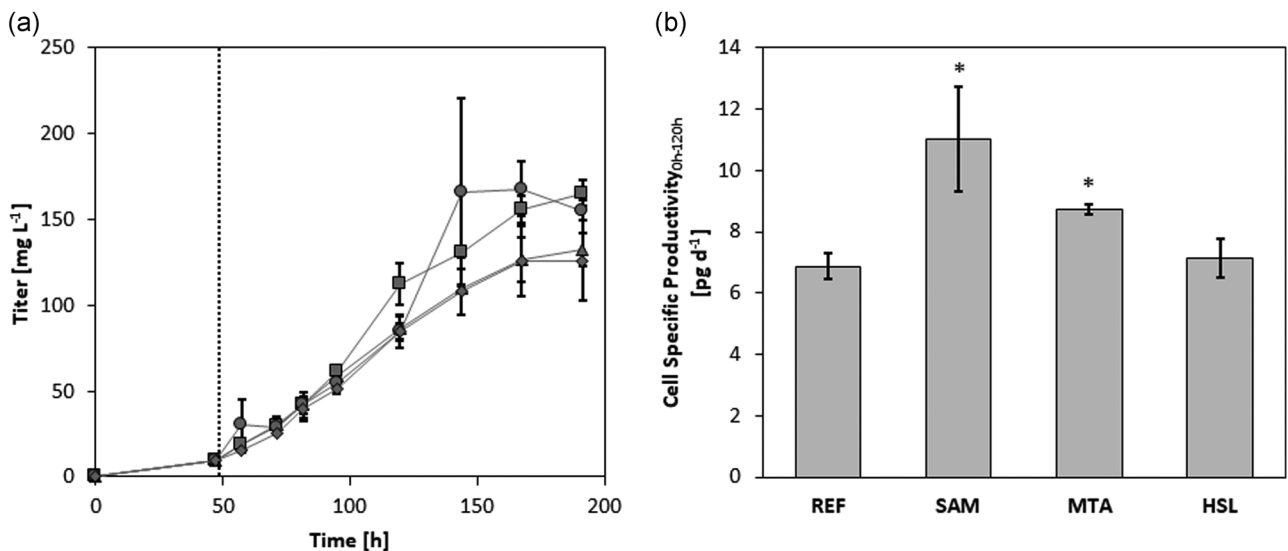 (a)
250
200
150
100
50
0
Titer [mg L⁻¹]
0 50 100 150 200
Time [h]
(b)
14
12
10
8
6
4
2
0
Cell Specific Productivity₀ₕ₋₁₂₀ₕ
[pg d⁻¹]
* *
REF SAM MTA HSL